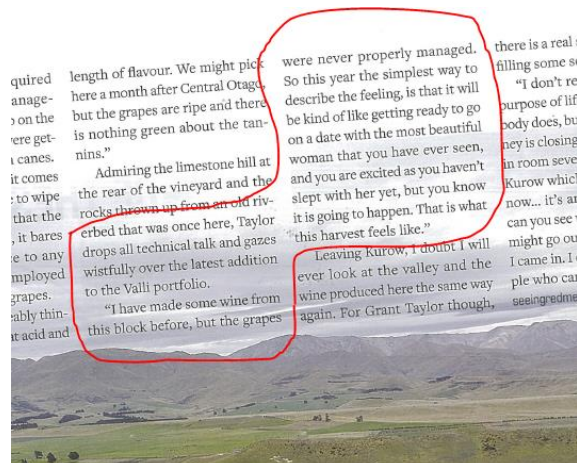 quired
anage-
on the
ere get-
canes.
it comes
to wipe
that the
, it bares
e to any
mployed
grapes.
ably thin-
at acid and
length of flavour. We might pick
here a month after Central Otago,
but the grapes are ripe and there
is nothing green about the tan-
nins."
Admiring the limestone hill at
the rear of the vineyard and the
rocks thrown up from an old riv-
erbed that was once here, Taylor
drops all technical talk and gazes
wistfully over the latest addition
to the Valli portfolio.
"I have made some wine from
this block before, but the grapes
were never properly managed.
So this year the simplest way to
describe the feeling, is that it will
be kind of like getting ready to go
on a date with the most beautiful
woman that you have ever seen,
and you are excited as you haven't
slept with her yet, but you know
it is going to happen. That is what
this harvest feels like."
Leaving Kurow, I doubt I will
ever look at the valley and the
wine produced here the same way
again. For Grant Taylor though,
there is a real
filling some s
"I don't re
purpose of lif
body does, bu
ney is closing
in room seve
Kurow which
now... it's an
can you see
might go ou
I came in. I
ple who can
seeingredme